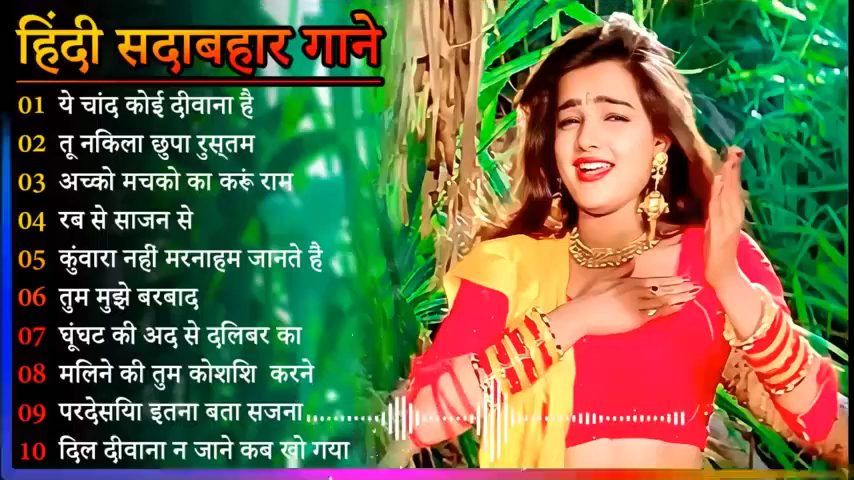 हिंदी सदाबहार गाने
01 ये चांद कोई दीवाना है
02 तू नकिला छुपा रुस्तम
03 अच्को मचको का करूं राम
04 रब से साजन से
05 कुंवारा नहीं मरनाहम जानते हैं
06 तुम मुझे बरबाद
07 घूंघट की अद से दलिबर का
08 मलिने की तुम कोशशि करने
09 परदेसयिा इतना बता सजना
10 दिल दीवाना न जाने कब खो गया